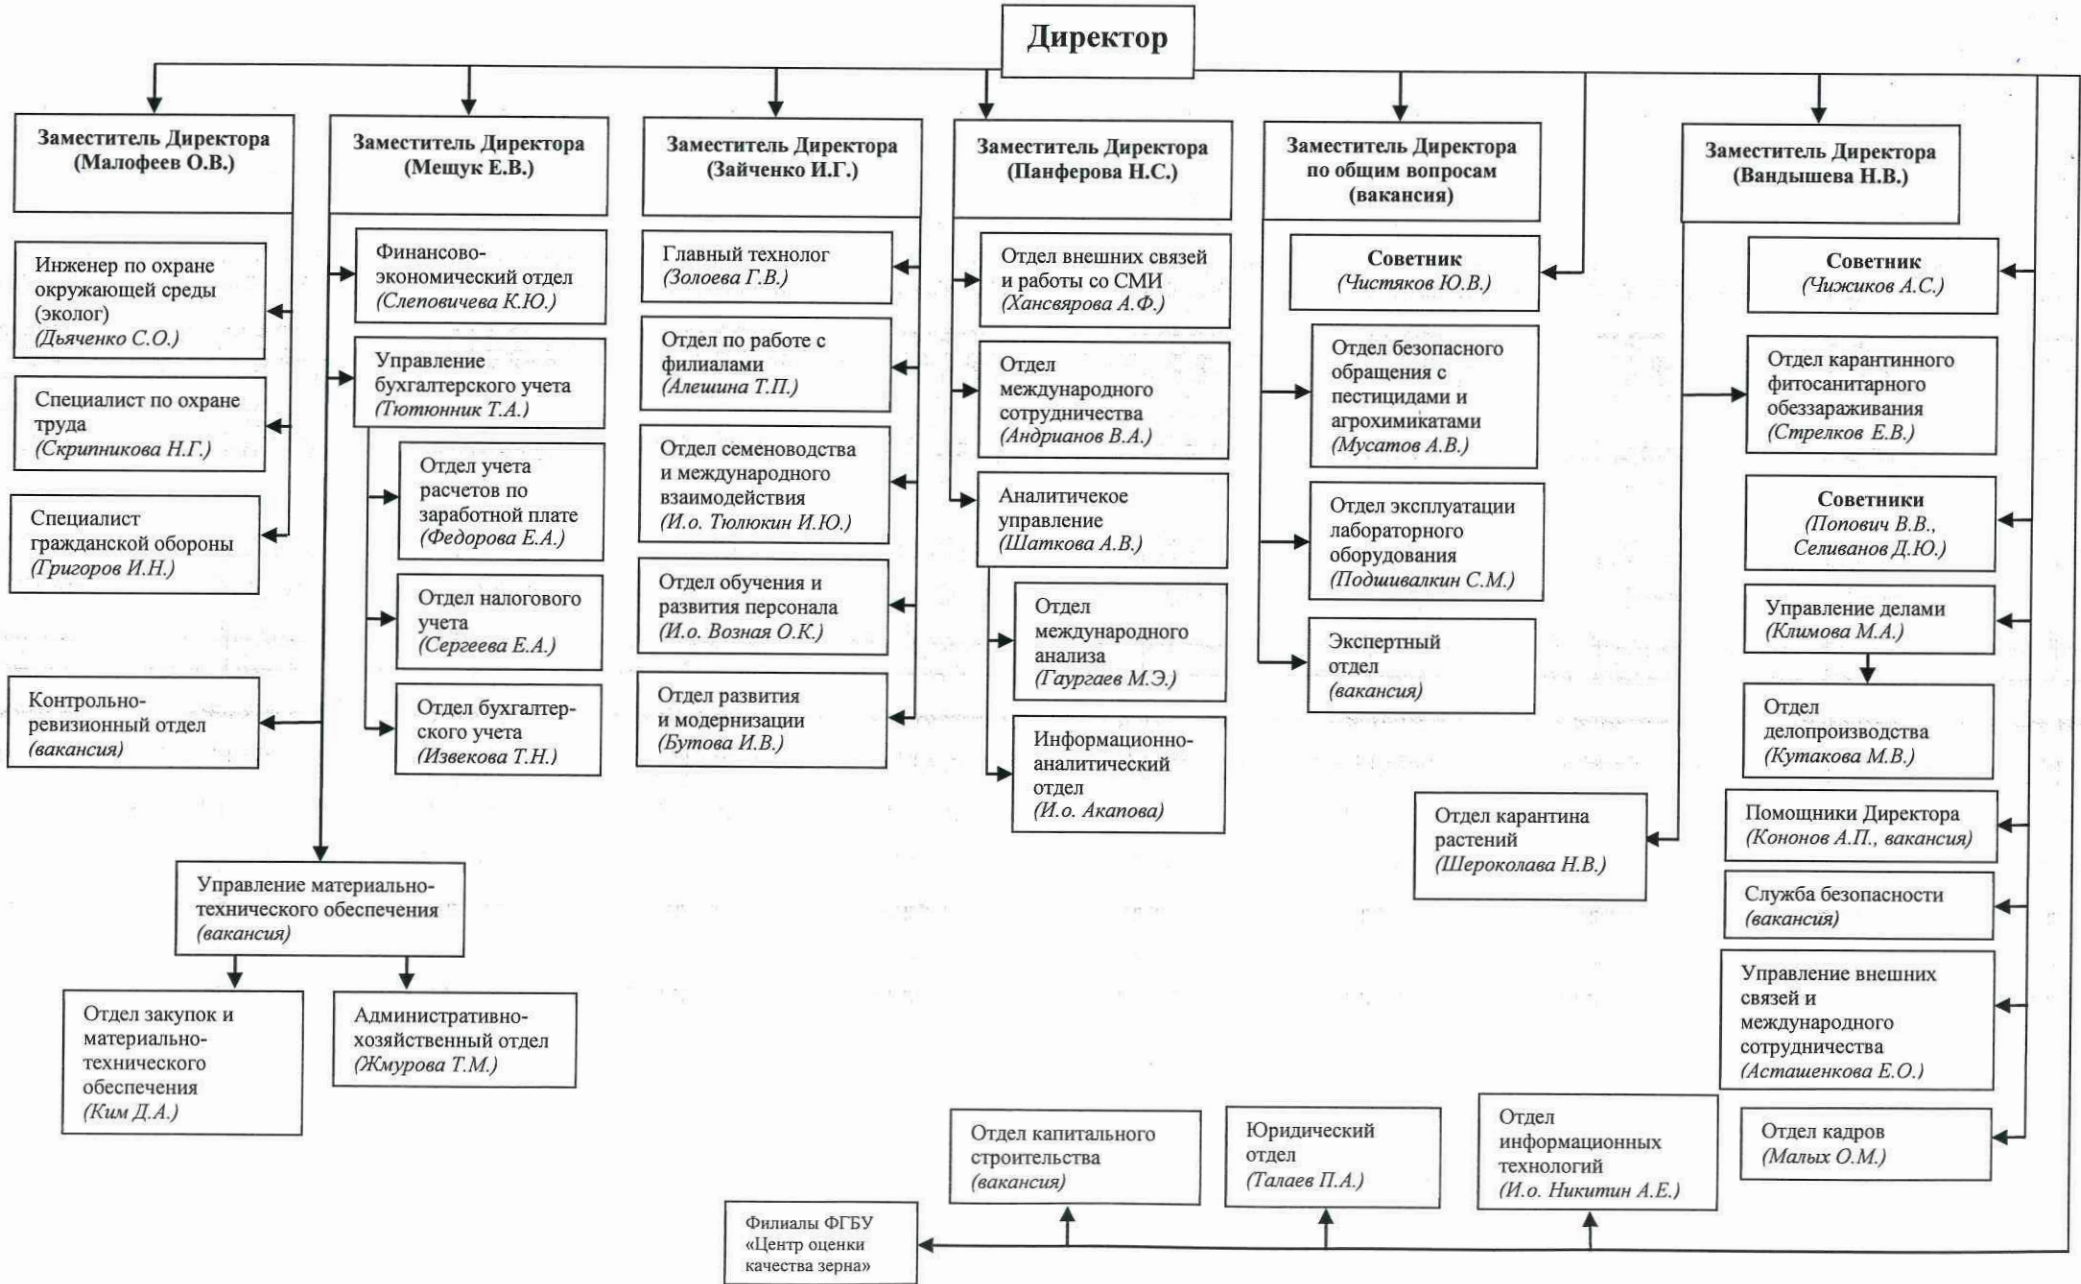 Директор
Заместитель Директора
(Малофеев О.В.)
Инженер по охране
окружающей среды
(эколог)
(Дьяченко С.О.)
Специалист по охране
труда
(Скрипникова Н.Г.)
Специалист
гражданской обороны
(Григоров И.Н.)
Контрольно-
ревизионный отдел
(вакансия)
Заместитель Директора
(Мещук Е.В.)
Финансово-
экономический отдел
(Слеповичева К.Ю.)
Управление
бухгалтерского учета
(Тютюнник Т.А.)
Отдел учета
расчетов по
заработной плате
(Федорова Е.А.)
Отдел налогового
учета
(Сергеева Е.А.)
Отдел бухгалтер-
ского учета
(Извекова Т.Н.)
Управление материально-
технического обеспечения
(вакансия)
Отдел закупок и
материально-
технического
обеспечения
(Ким Д.А.)
Административно-
хозяйственный отдел
(Жмурова Т.М.)
Заместитель Директора
(Зайченко И.Г.)
Главный технолог
(Золоева Г.В.)
Отдел по работе с
филиалами
(Алешина Т.П.)
Отдел семеноводства
и международного
взаимодействия
(И.о. Тюлюкин И.Ю.)
Отдел обучения и
развития персонала
(И.о. Возная О.К.)
Отдел развития
и модернизации
(Бутова И.В.)
Заместитель Директора
(Панферова Н.С.)
Отдел внешних связей
и работы со СМИ
(Хансвярова А.Ф.)
Отдел
международного
сотрудничества
(Андрианов В.А.)
Аналитичекое
управление
(Шаткова А.В.)
Отдел
международного
анализа
(Гаургаев М.Э.)
Информационно-
аналитический
отдел
(И.о. Акапова)
Заместитель Директора
по общим вопросам
(вакансия)
Советник
(Чистяков Ю.В.)
Отдел безопасного
обращения с
пестицидами и
агрохимикатами
(Мусатов А.В.)
Отдел эксплуатации
лабораторного
оборудования
(Подшивалкин С.М.)
Экспертный
отдел
(вакансия)
Заместитель Директора
(Вандышева Н.В.)
Отдел карантина
растений
(Шероколава Н.В.)
Советник
(Чижиков А.С.)
Отдел карантинного
фитосанитарного
обеззараживания
(Стрелков Е.В.)
Советники
(Попович В.В.,
Селиванов Д.Ю.)
Управление делами
(Климова М.А.)
Отдел
делопроизводства
(Кутакова М.В.)
Помощники Директора
(Кононов А.П., вакансия)
Служба безопасности
(вакансия)
Управление внешних
связей и
международного
сотрудничества
(Асташенкова Е.О.)
Отдел кадров
(Малых О.М.)
Отдел
информационных
технологий
(И.о. Никитин А.Е.)
Юридический
отдел
(Талаев П.А.)
Отдел капитального
строительства
(вакансия)
Филиалы ФГБУ
«Центр оценки
качества зерна»